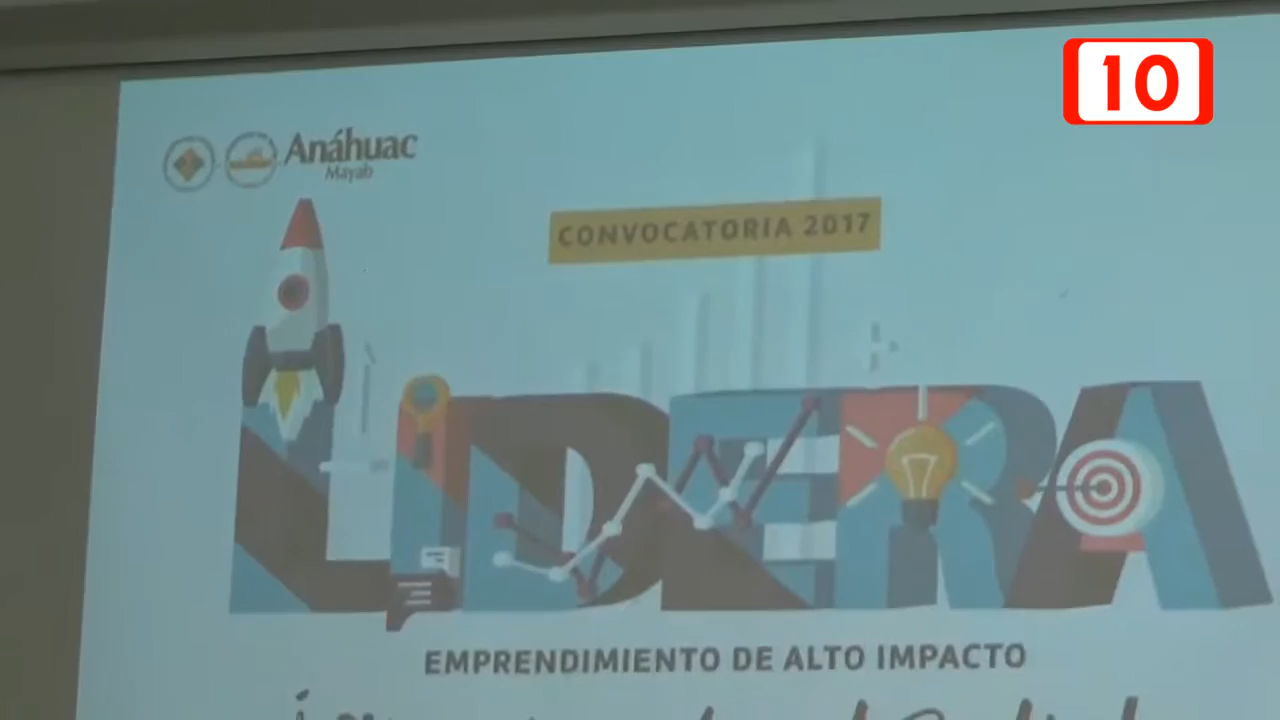 10
Anáhuac
Mayab
CONVOCATORIA 2017
LIDERA
EMPRENDIMIENTO DE ALTO IMPACTO